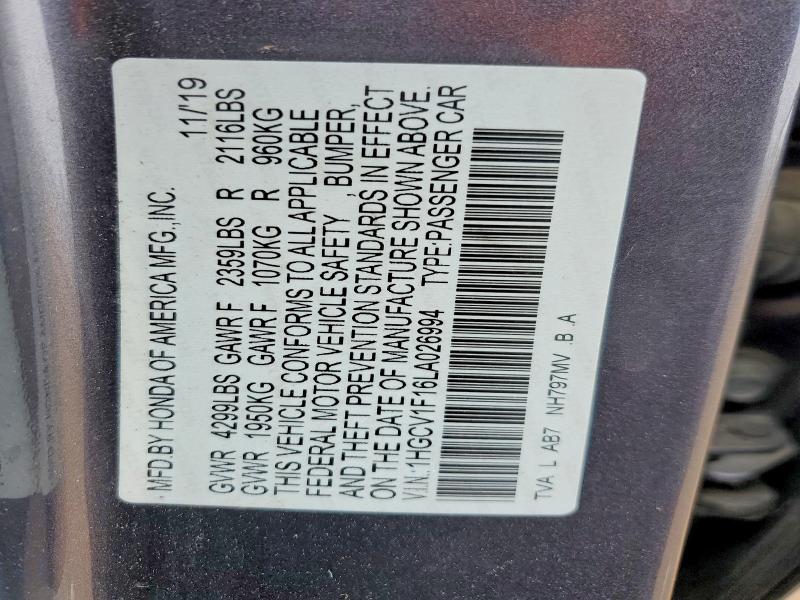 MFD.BY HONDA OF AMERICA MFG., INC. 11/'19
GVWR 4299LBS GAWR F 2359LBS R 2116LBS
GVWR 1950KG GAWR F 1070KG R 960KG
THIS VEHICLE CONFORMS TO ALL APPLICABLE
FEDERAL MOTOR VEHICLE SAFETY , BUMPER,
AND THEFT PREVENTION STANDARDS IN EFFECT
ON THE DATE OF MANUFACTURE SHOWN ABOVE.
V.I.N.:1HGCV1F16LA026994 TYPE:PASSENGER CAR
TVA L AB7 NH797MV .B .A